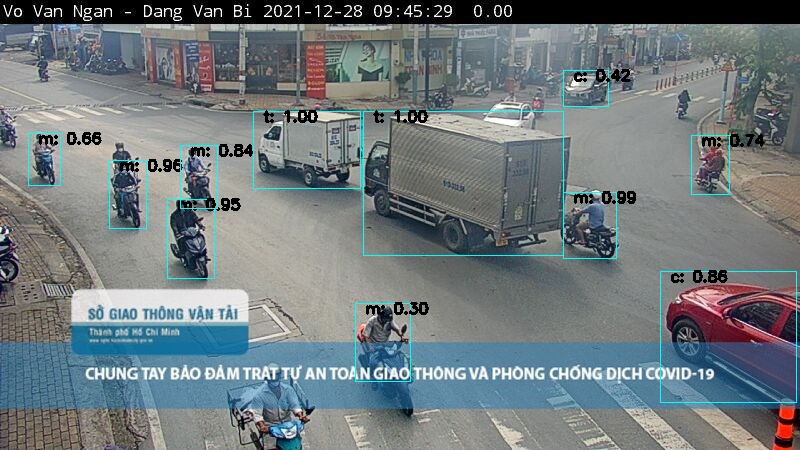 Vo Van Ngan - Dang Van Bi 2021-12-28 09:45:29 0.00
c: 0.42
t: 1.00
t: 1.00
m: 0.66
m: 0.84
m: 0.74
m: 0.96
m: 0.95
m: 0.99
c: 0.86
SỞ GIAO THÔNG VẬN TẢI
Thành phố Hồ Chí Minh
m: 0.30
CHUNG TAY BẢO ĐẢM TRẬT TỰ AN TOÀN GIAO THÔNG VÀ PHÒNG CHỐNG DỊCH COVID-19